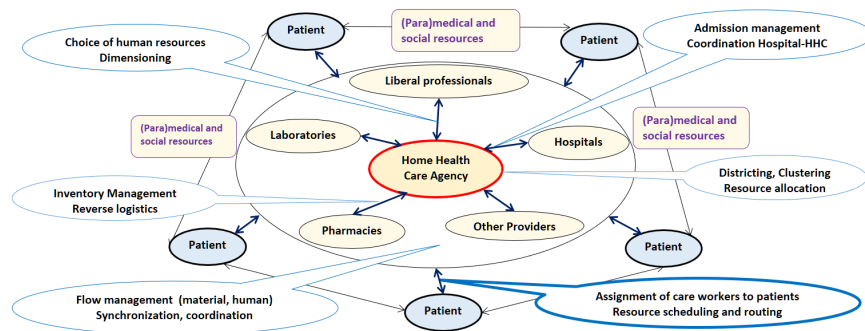 (Para)medical and
social resources
Patient
Patient
Choice of human resources
Dimensioning
Admission management
Coordination Hospital-HHC
Liberal professionals
(Para)medical and
social resources
Laboratories
Hospitals
(Para)medical and
social resources
Home Health
Care Agency
Inventory Management
Reverse logistics
Districting, Clustering
Resource allocation
Pharmacies
Other Providers
Patient
Patient
Flow management (material, human)
Synchronization, coordination
Patient
Assignment of care workers to patients
Resource scheduling and routing